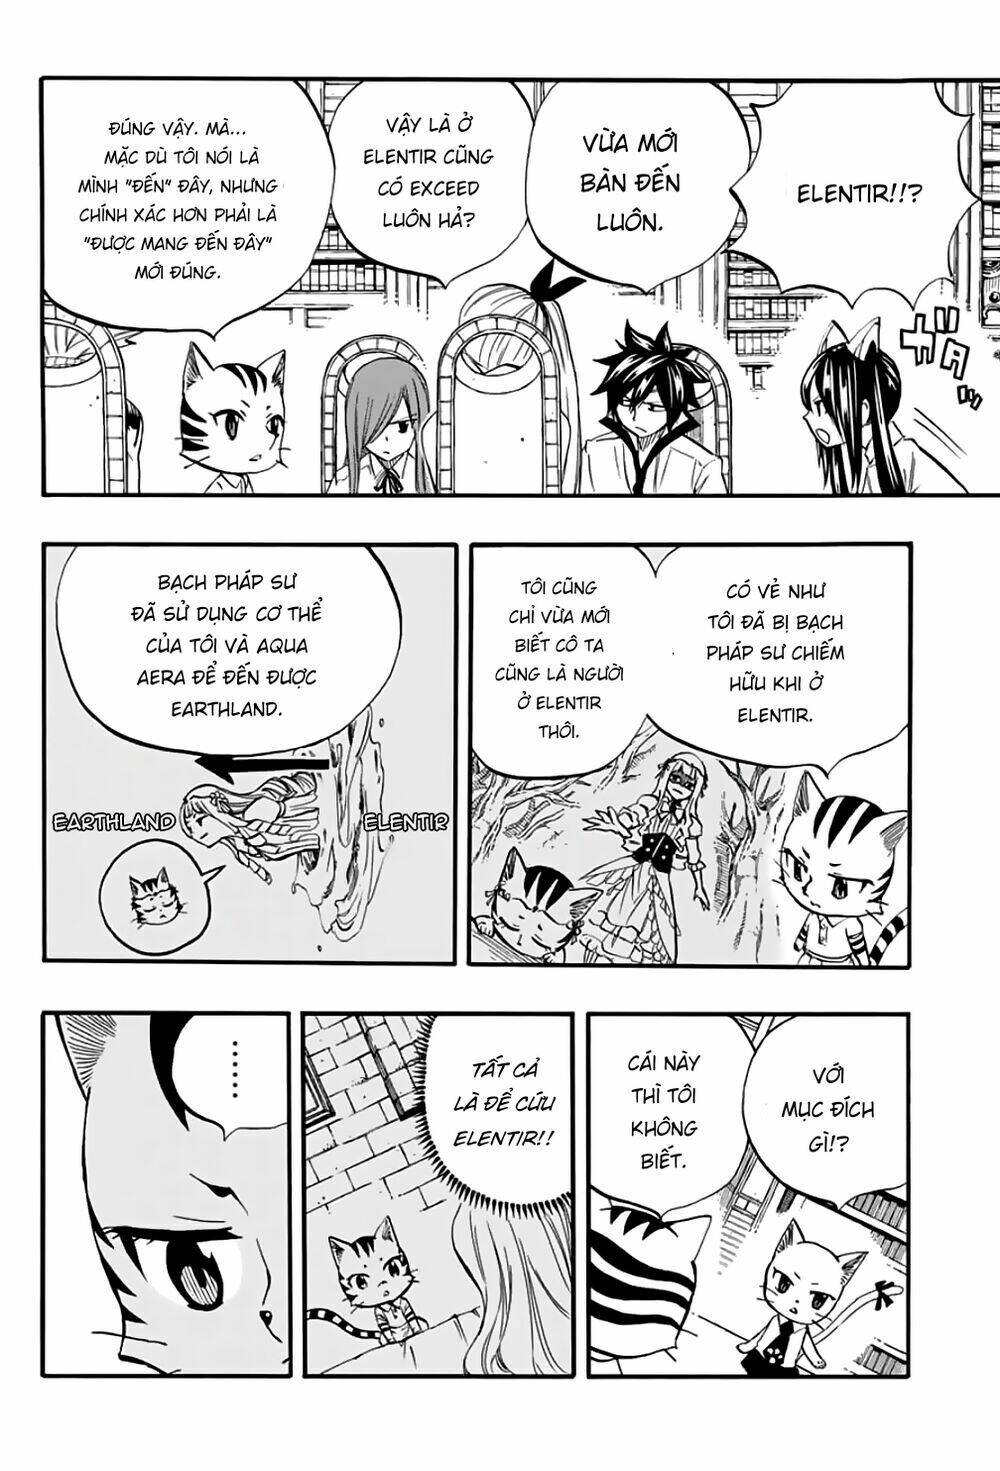 ELENTIR!!?
VỪA MỚI
BÀN ĐẾN
LUÔN.
VẬY LÀ Ở
ELENTIR CŨNG
CÓ EXCEED
LUÔN HẢ?
ĐÚNG VẬY. MÀ...
MẶC DÙ TÔI NÓI LÀ
MÌNH "ĐẾN" ĐÂY, NHƯNG
CHÍNH XÁC HƠN PHẢI LÀ
"ĐƯỢC MANG ĐẾN ĐÂY"
MỚI ĐÚNG.
ガタ
CÓ VẺ NHƯ
TÔI ĐÃ BỊ BẠCH
PHÁP SƯ CHIẾM
HỮU KHI Ở
ELENTIR.
TÔI CŨNG
CHỈ VỪA MỚI
BIẾT CÔ TA
CŨNG LÀ NGƯỜI
Ở ELENTIR
THÔI.
BẠCH PHÁP SƯ
ĐÃ SỬ DỤNG CƠ THỂ
CỦA TÔI VÀ AQUA
AERA ĐỂ ĐẾN ĐƯỢC
EARTHLAND.
EARTHLAND
ELENTIR
VỚI
MỤC ĐÍCH
GÌ!?
CÁI NÀY
THÌ TÔI
KHÔNG
BIẾT.
TẤT CẢ
LÀ ĐỂ CỨU
ELENTIR!!
......